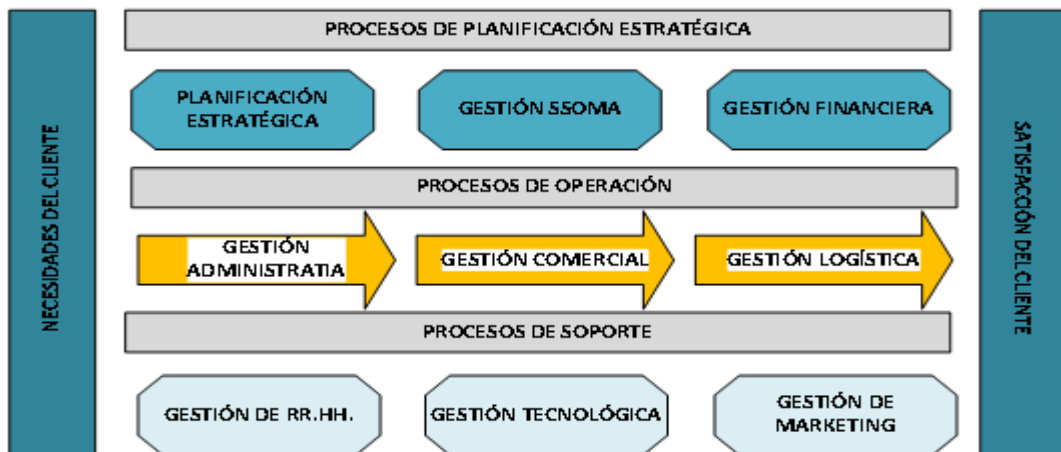 NECESIDADES DEL CLIENTE
PROCESOS DE PLANIFICACIÓN ESTRATÉGICA
PLANIFICACIÓN
ESTRATÉGICA
GESTIÓN SSOMA
GESTIÓN FINANCIERA
PROCESOS DE OPERACIÓN
GESTIÓN
ADMINISTRATIA
GESTIÓN COMERCIAL
GESTIÓN LOGÍSTICA
PROCESOS DE SOPORTE
GESTIÓN DE RR.HH.
GESTIÓN TECNOLÓGICA
GESTIÓN DE
MARKETING
SATISFACCIÓN DEL CLIENTE